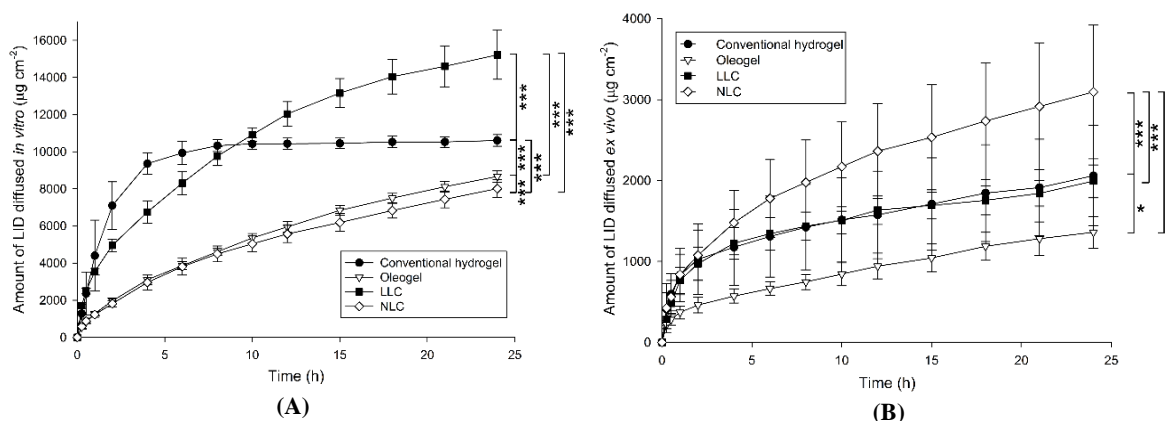 Amount of LID diffused in vitro (µg cm-2)
16000
14000
12000
10000
8000
6000
4000
2000
0
Conventional hydrogel
Oleogel
LLC
NLC
***
***
***
***
***
***
0
5
10
15
20
25
Time (h)
(A)
Amount of LID diffused ex vivo (µg cm-2)
4000
3000
2000
1000
0
Conventional hydrogel
Oleogel
LLC
NLC
***
***
*
0
5
10
15
20
25
Time (h)
(B)